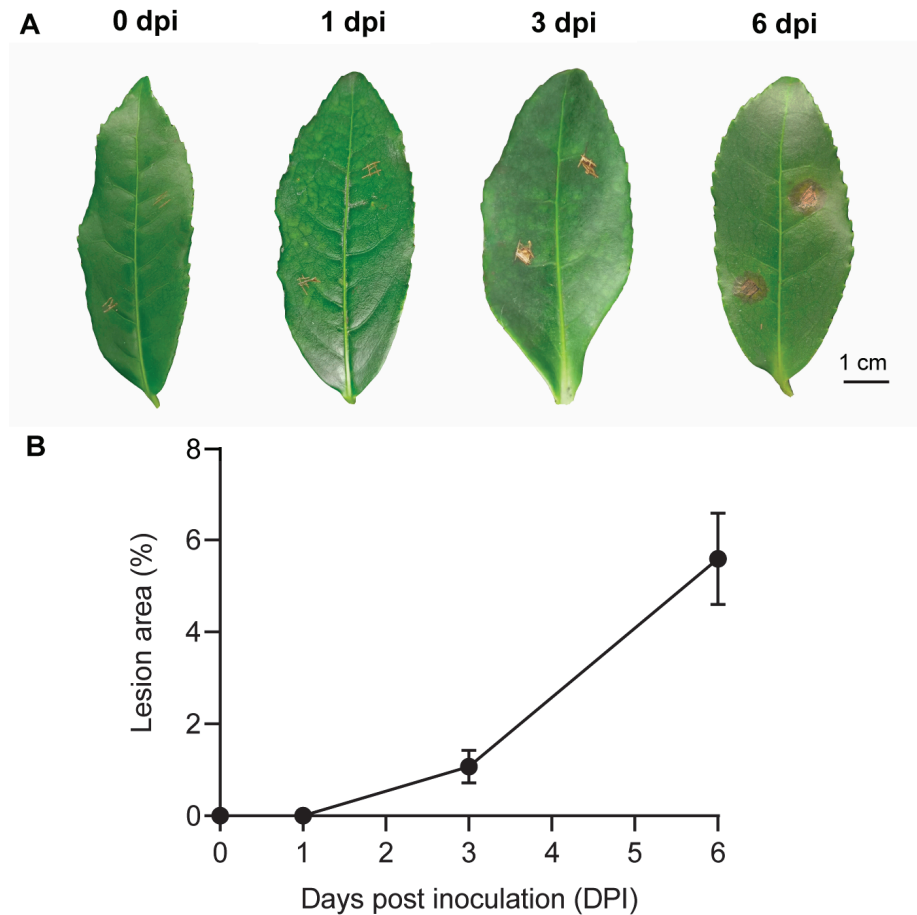 A
0 dpi
1 dpi
3 dpi
6 dpi
1 cm
B
8
6
4
2
0
Lesion area (%)
0 1 2 3 4 5 6
Days post inoculation (DPI)